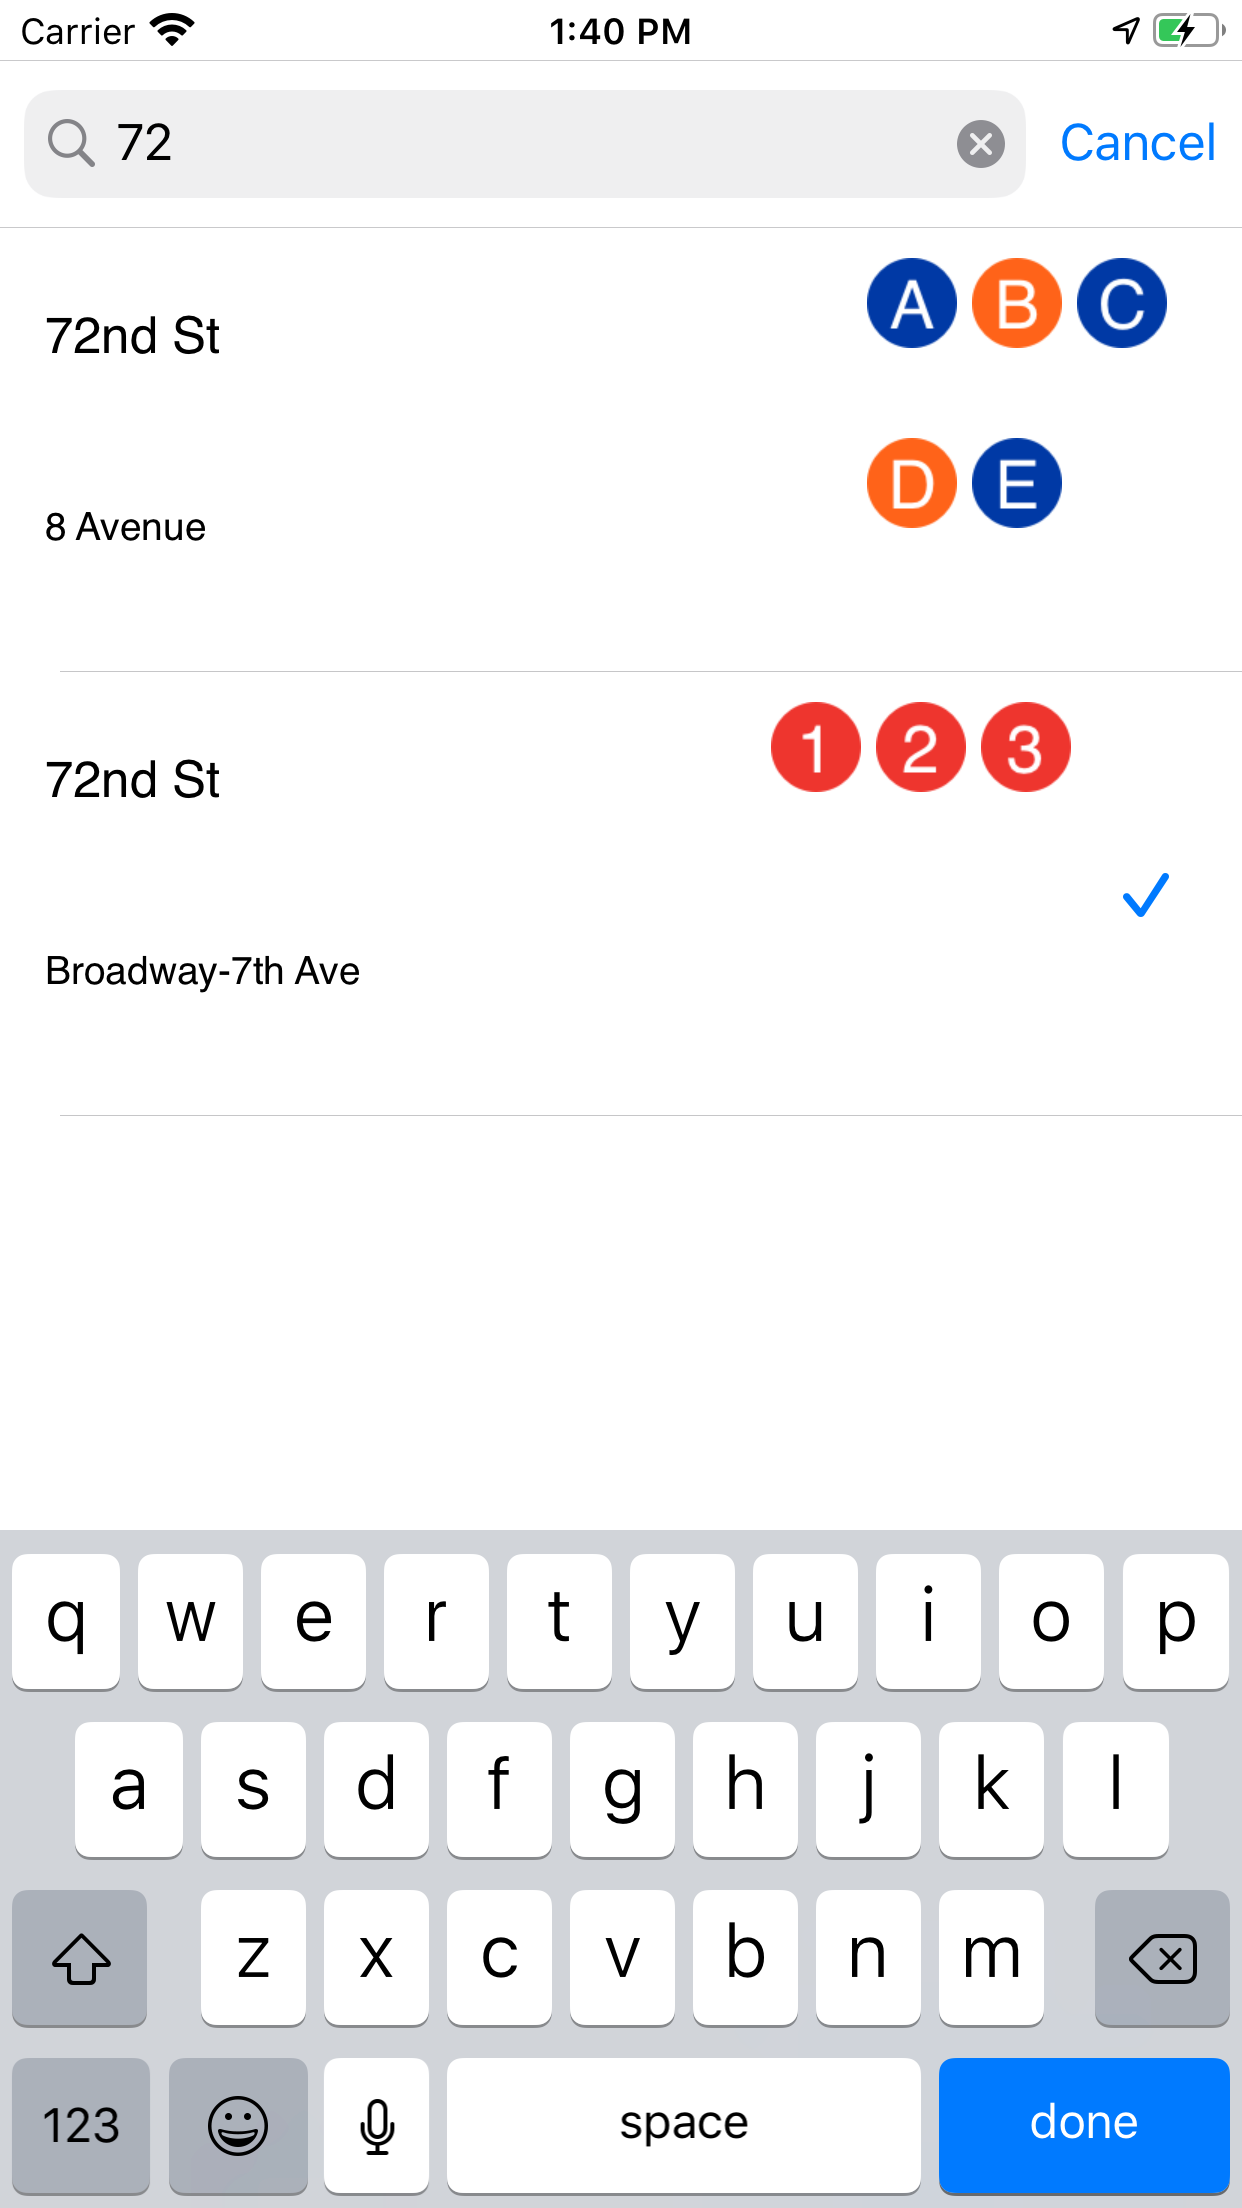 Carrier 1:40 PM
72 Cancel
72nd St A B C
8 Avenue D E
72nd St 1 2 3
Broadway-7th Ave
q w e r t y u i o p
a s d f g h j k l
z x c v b n m
123 space done